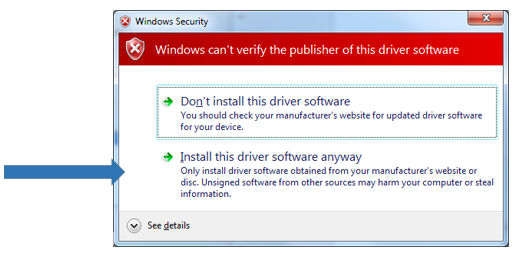 Windows Security
Windows can't verify the publisher of this driver software
Don't install this driver software
You should check your manufacturer's website for updated driver software
for your device.
Install this driver software anyway
Only install driver software obtained from your manufacturer's website or
disc. Unsigned software from other sources may harm your computer or steal
information.
See details